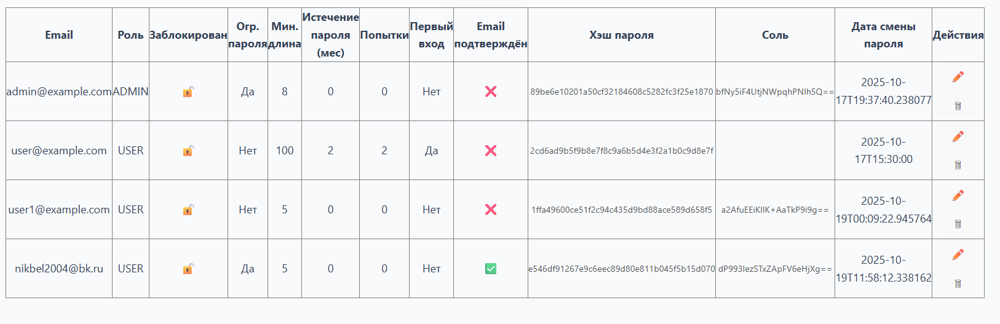 Email Роль Заблокирован Огр. пароля Мин. длина Истечение пароля (мес) Попытки Первый вход Email подтверждён Хэш пароля Соль Дата смены пароля Действия
admin@example.com ADMIN Да 8 0 0 Нет 89be6e10201a50cf32184608c5282fc3f25e1870 bfNy5iF4UtjNWpqhPNIh5Q== 2025-10-17T19:37:40.238077
user@example.com USER Нет 100 2 2 Да 2cd6ad9b5f9b8e7f8c9a6b5d4e3f2a1b0c9d8e7f 2025-10-17T15:30:00
user1@example.com USER Нет 5 0 0 Нет 1ffa49600ce51f2c94c435d9bd88ace589d658f5 a2AfuEEiKIIK+AaTkP9i9g== 2025-10-19T00:09:22.945764
nikbel2004@bk.ru USER Да 5 0 0 Нет e546df91267e9c6eec89d80e811b045f5b15d070 dP993IezSTxZApFV6eHjXg== 2025-10-19T11:58:12.338162